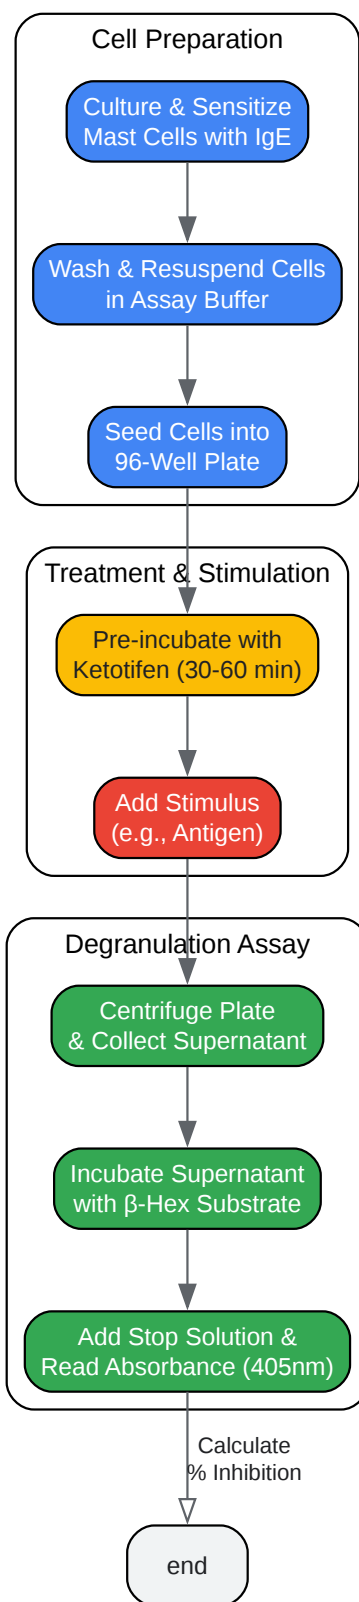 Cell Preparation
Culture & Sensitize
Mast Cells with IgE
Wash & Resuspend Cells
in Assay Buffer
Seed Cells into
96-Well Plate
Treatment & Stimulation
Pre-incubate with
Ketotifen (30-60 min)
Add Stimulus
(e.g., Antigen)
Degranulation Assay
Centrifuge Plate
& Collect Supernatant
Incubate Supernatant
with β-Hex Substrate
Add Stop Solution &
Read Absorbance (405nm)
Calculate
% Inhibition
end